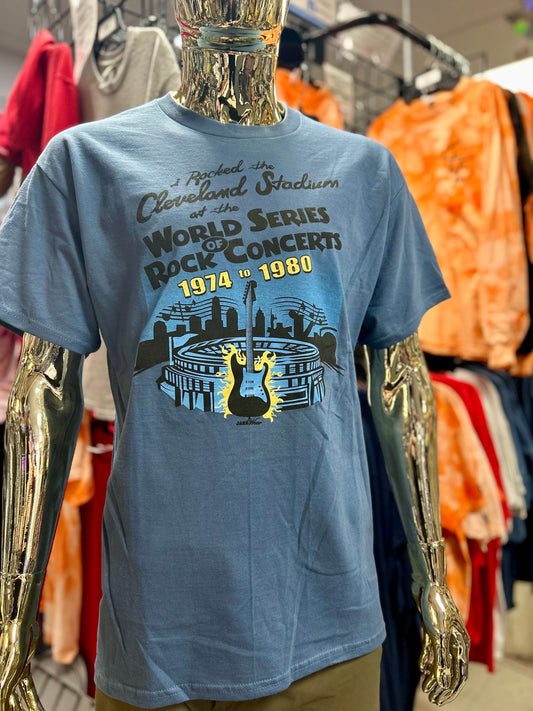 I Rocked the
Cleveland Stadium
at the
WORLD SERIES
OF
ROCK CONCERTS
1974 to 1980